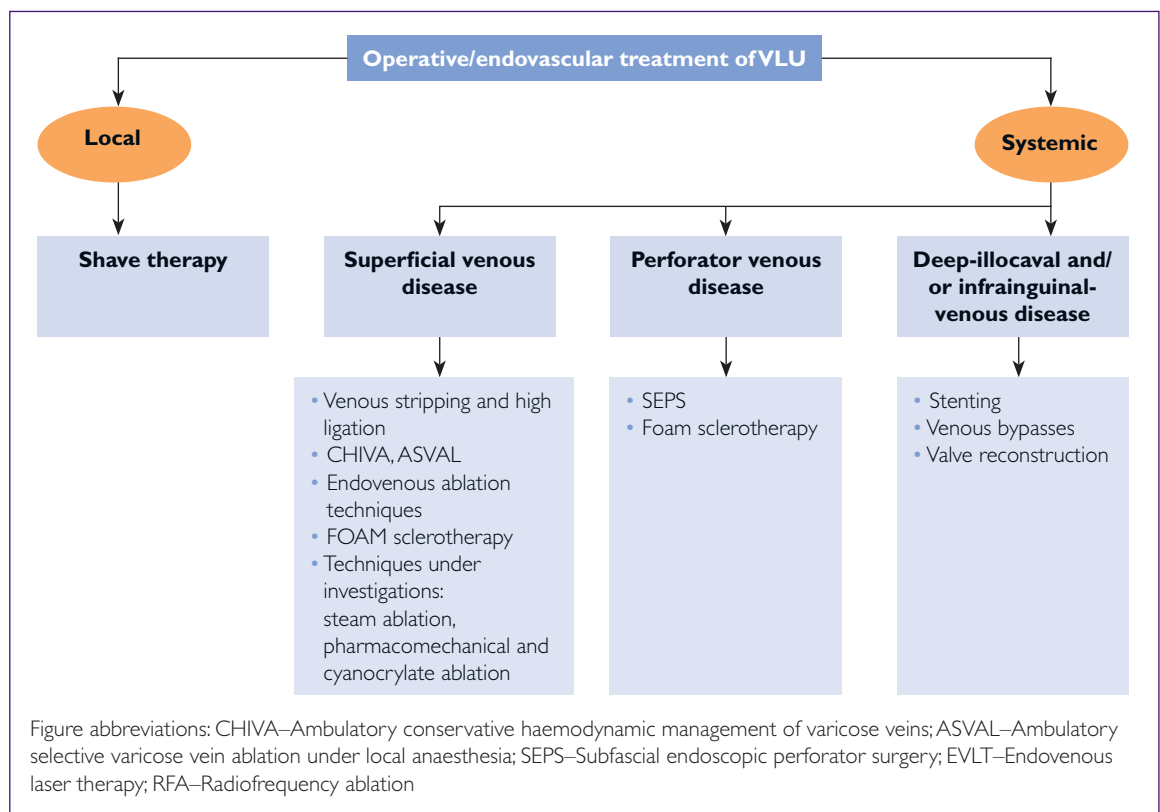 Operative/endovascular treatment of VLU
Local
Systemic
Shave therapy
Superficial venous
disease
Perforator venous
disease
Deep-illocaval and/
or infrainguinal-
venous disease
• Venous stripping and high
ligation
• CHIVA, ASVAL
• Endovenous ablation
techniques
• FOAM sclerotherapy
• Techniques under
investigations:
steam ablation,
pharmacomechanical and
cyanocrylate ablation
• SEPS
• Foam sclerotherapy
• Stenting
• Venous bypasses
• Valve reconstruction
Figure abbreviations: CHIVA–Ambulatory conservative haemodynamic management of varicose veins; ASVAL–Ambulatory
selective varicose vein ablation under local anaesthesia; SEPS–Subfascial endoscopic perforator surgery; EVLT–Endovenous
laser therapy; RFA–Radiofrequency ablation